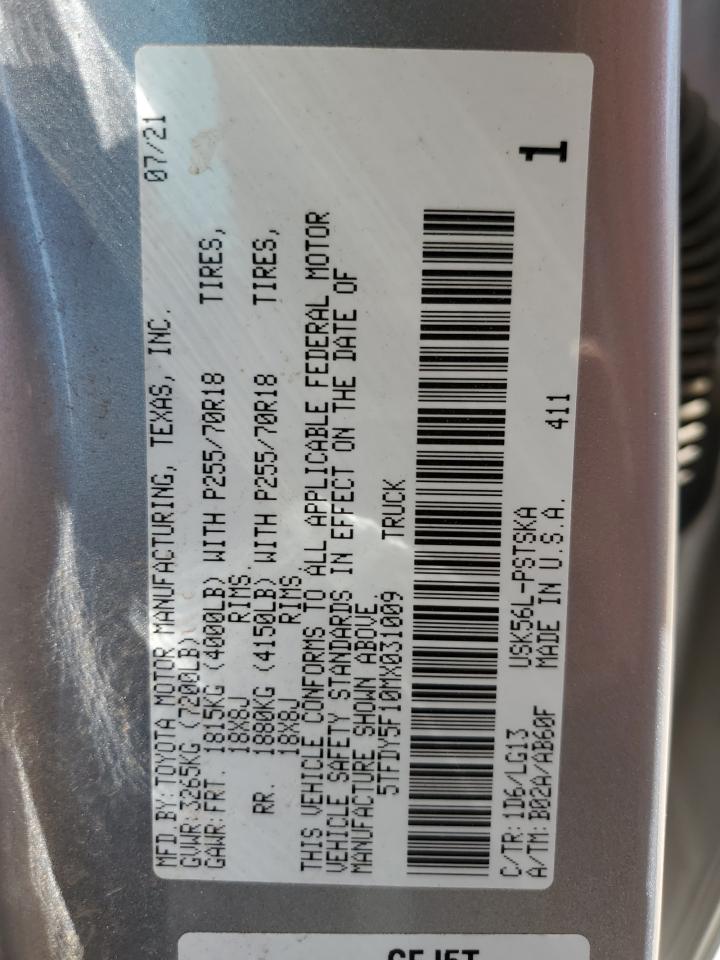 MFD BY: TOYOTA MOTOR MANUFACTURING, TEXAS, INC. 07/21
GVWR: 3265KG (7200LB)
GAWR: FRT. 1815KG (4000LB) WITH P255/70R18 TIRES,
18X8J RIMS.
RR. 1880KG (4150LB) WITH P255/70R18 TIRES,
18X8J RIMS
THIS VEHICLE CONFORMS TO ALL APPLICABLE FEDERAL MOTOR
VEHICLE SAFETY STANDARDS IN EFFECT ON THE DATE OF
MANUFACTURE SHOWN ABOVE.
5TFDY5F10MX031009 TRUCK
1
C/TR: 1D6/LG13 USK56L-PSTSKA 411
A/TM: B02A/AB60F MADE IN U.S.A.